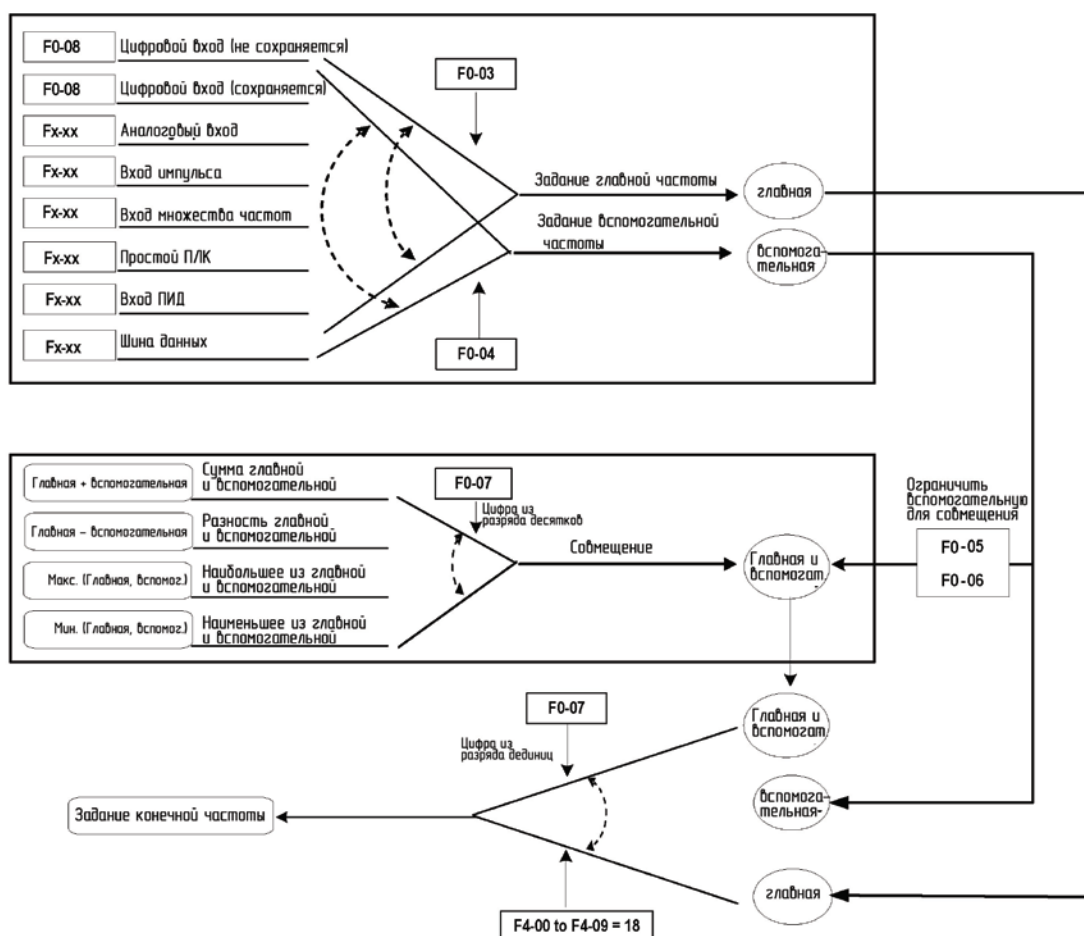 F0-08 Цифровой вход (не сохраняется)
F0-08 Цифровой вход (сохраняется)
Fx-xx Аналоговый вход
Fx-xx Вход импульса
Fx-xx Вход множества частот
Fx-xx Простой ПЛК
Fx-xx Вход ПИД
Fx-xx Шина данных
F0-03
F0-04
Задание главной частоты
Задание вспомогательной
частоты
главная
вспомога-
тельная
Главная + вспомогательная
Сумма главной
и вспомогательной
Главная – вспомогательная
Разность главной
и вспомогательной
Макс. (Главная, вспомог.)
Наибольшее из главной
и вспомогательной
Мин. (Главная, вспомог.)
Наименьшее из главной
и вспомогательной
F0-07
Цифра из
разряда десятков
Совмещение
Главная и
вспомогат.
Ограничить
вспомогательную
для совмещения
F0-05
F0-06
F0-07
Цифра из
разряда дединиц
Главная и
вспомогат.
вспомога-
тельная-
главная
Задание конечной частоты
F4-00 to F4-09 = 18